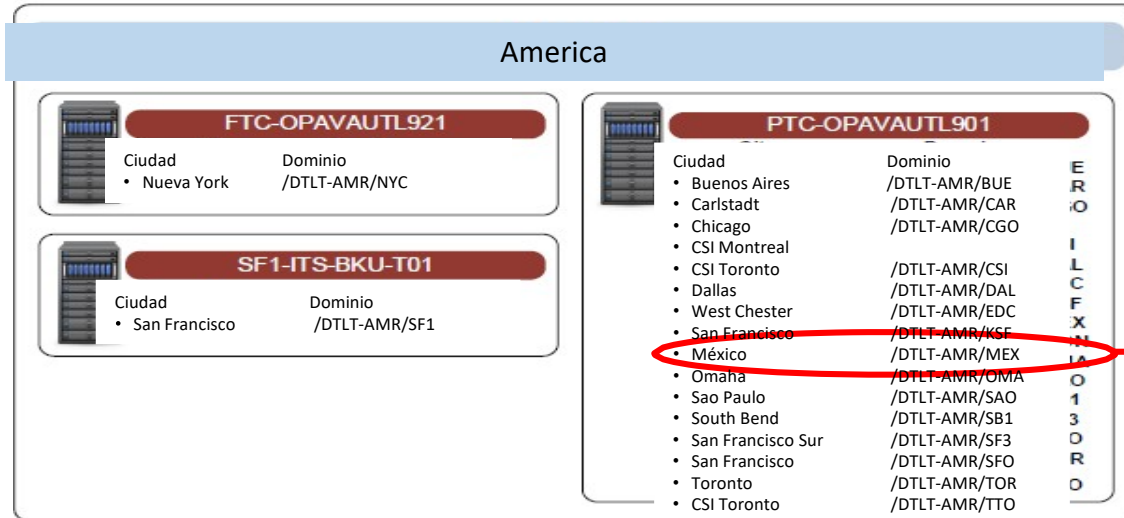 America
FTC-OPAVAUTL921
Ciudad Dominio
• Nueva York /DTLT-AMR/NYC
SF1-ITS-BKU-T01
Ciudad Dominio
• San Francisco /DTLT-AMR/SF1
PTC-OPAVAUTL901
Ciudad Dominio
• Buenos Aires /DTLT-AMR/BUE
• Carlstadt /DTLT-AMR/CAR
• Chicago /DTLT-AMR/CGO
• CSI Montreal
• CSI Toronto /DTLT-AMR/CSI
• Dallas /DTLT-AMR/DAL
• West Chester /DTLT-AMR/EDC
• San Francisco /DTLT-AMR/KSF
• México /DTLT-AMR/MEX
• Omaha /DTLT-AMR/OMA
• Sao Paulo /DTLT-AMR/SAO
• South Bend /DTLT-AMR/SB1
• San Francisco Sur /DTLT-AMR/SF3
• San Francisco /DTLT-AMR/SFO
• Toronto /DTLT-AMR/TOR
• CSI Toronto /DTLT-AMR/TTO